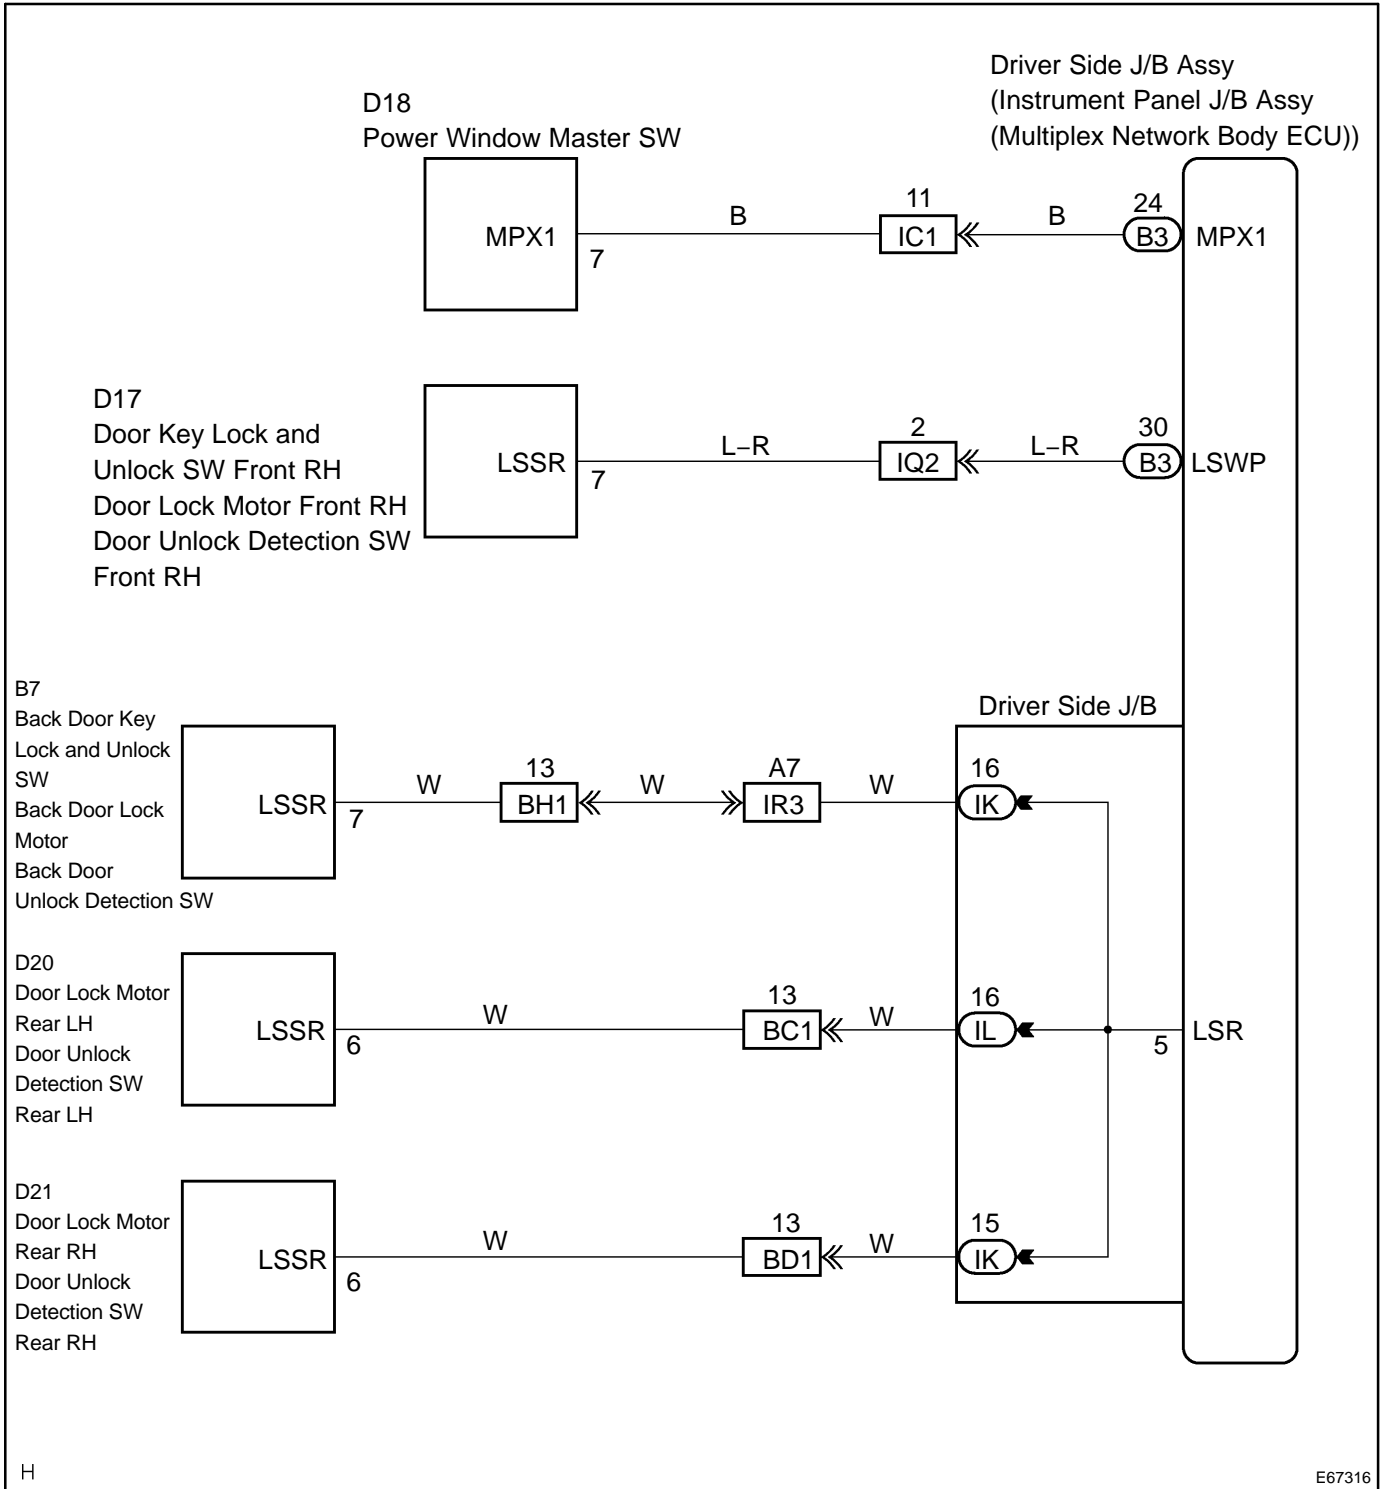 Driver Side J/B Assy
(Instrument Panel J/B Assy
(Multiplex Network Body ECU))
D18
Power Window Master SW
MPX1
7
B
11
IC1
B
24
B3
MPX1
D17
Door Key Lock and
Unlock SW Front RH
Door Lock Motor Front RH
Door Unlock Detection SW
Front RH
LSSR
7
L–R
2
IQ2
L–R
30
B3
LSWP
Driver Side J/B
B7
Back Door Key
Lock and Unlock
SW
Back Door Lock
Motor
Back Door
Unlock Detection SW
LSSR
7
W
13
BH1
W
A7
IR3
W
16
IK
D20
Door Lock Motor
Rear LH
Door Unlock
Detection SW
Rear LH
LSSR
6
W
13
BC1
W
16
IL
5
LSR
D21
Door Lock Motor
Rear RH
Door Unlock
Detection SW
Rear RH
LSSR
6
W
13
BD1
W
15
IK
H
E67316